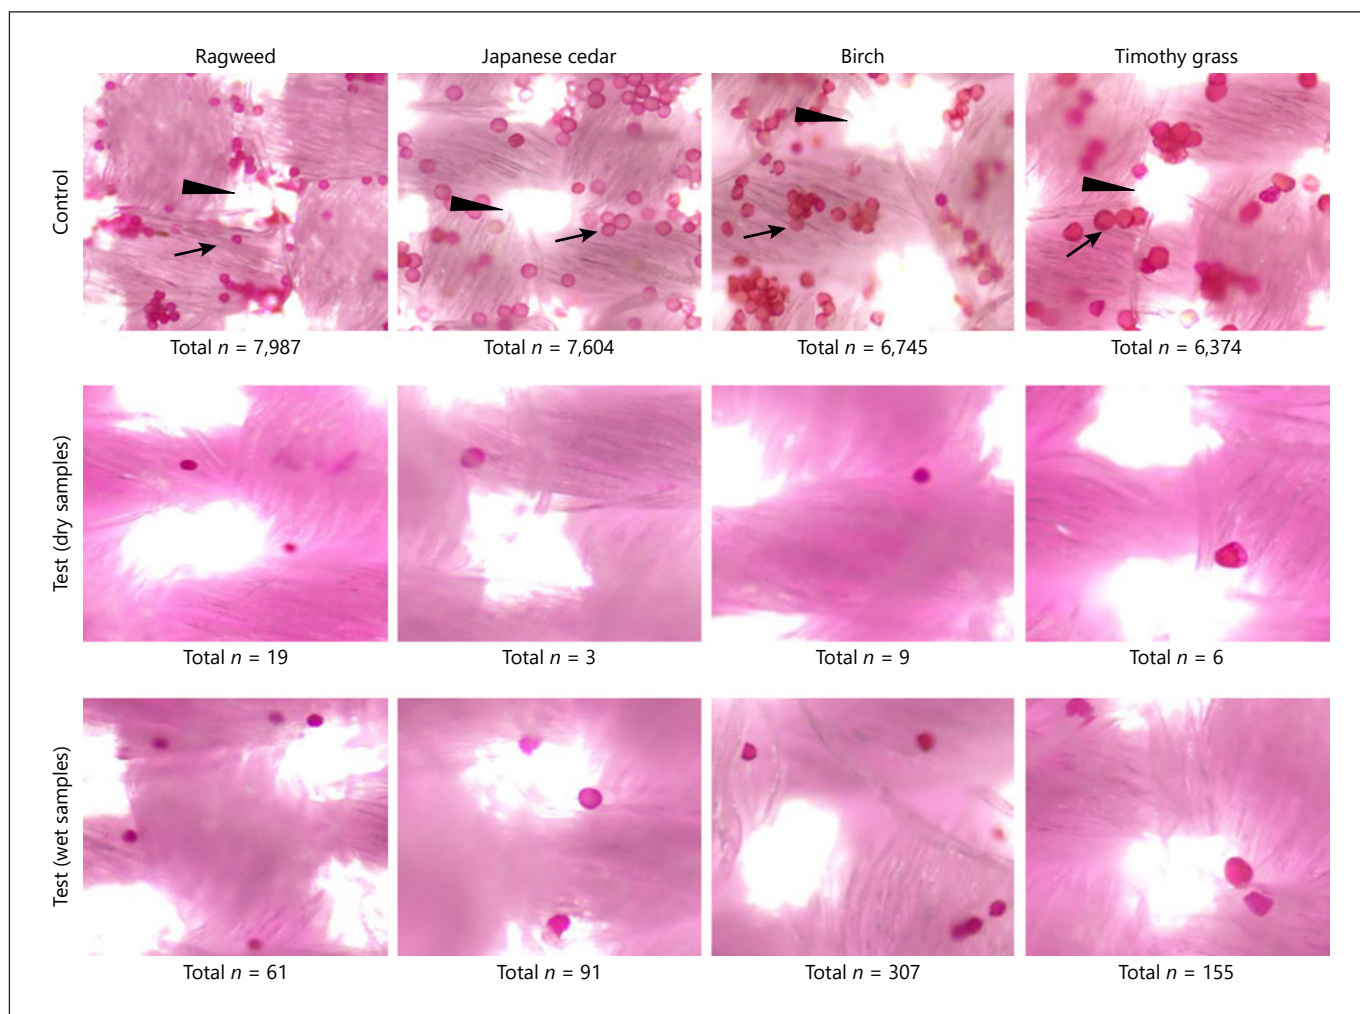 Ragweed
Japanese cedar
Birch
Timothy grass
Control
Total n = 7,987
Total n = 7,604
Total n = 6,745
Total n = 6,374
Test (dry samples)
Total n = 19
Total n = 3
Total n = 9
Total n = 6
Test (wet samples)
Total n = 61
Total n = 91
Total n = 307
Total n = 155